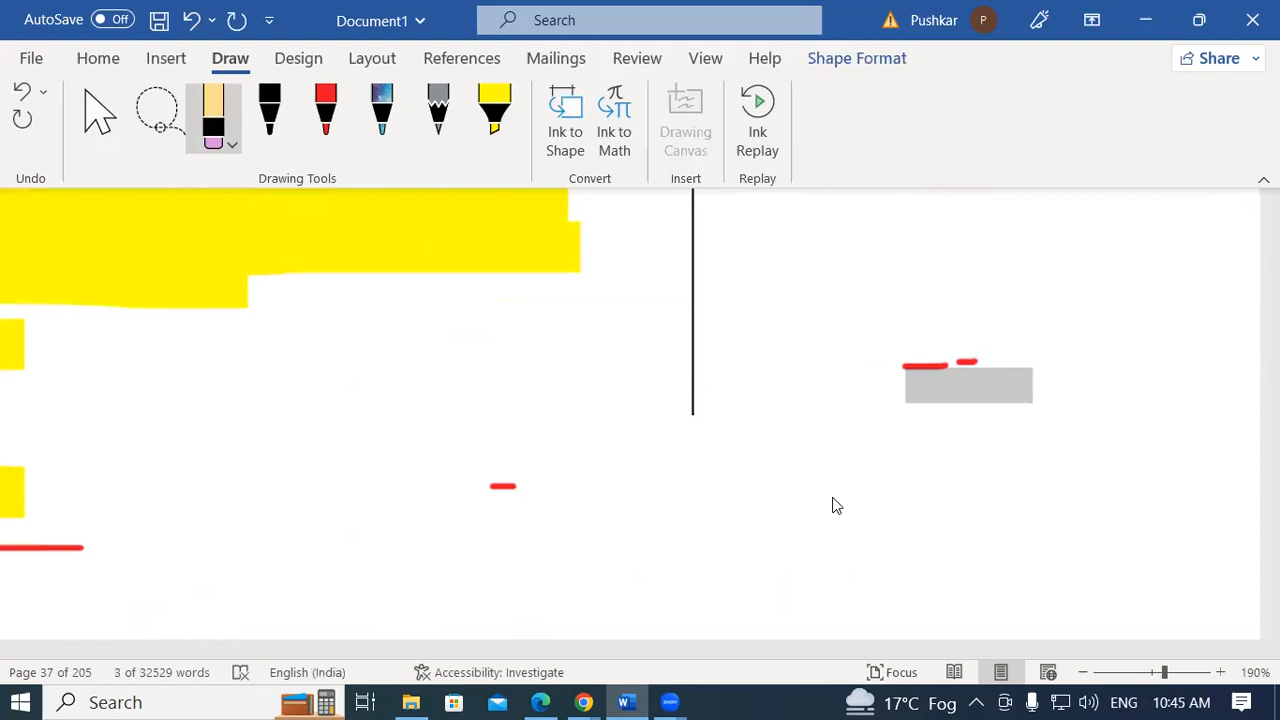 AutoSave Off Document1 Search Pushkar P
File Home Insert Draw Design Layout References Mailings Review View Help Shape Format Share
Ink to Shape Ink to Math Drawing Canvas Ink Replay
Undo Drawing Tools Convert Insert Replay
Page 37 of 205 3 of 32529 words English (India) Accessibility: Investigate Focus 190%
Search 17°C Fog ENG 10:45 AM